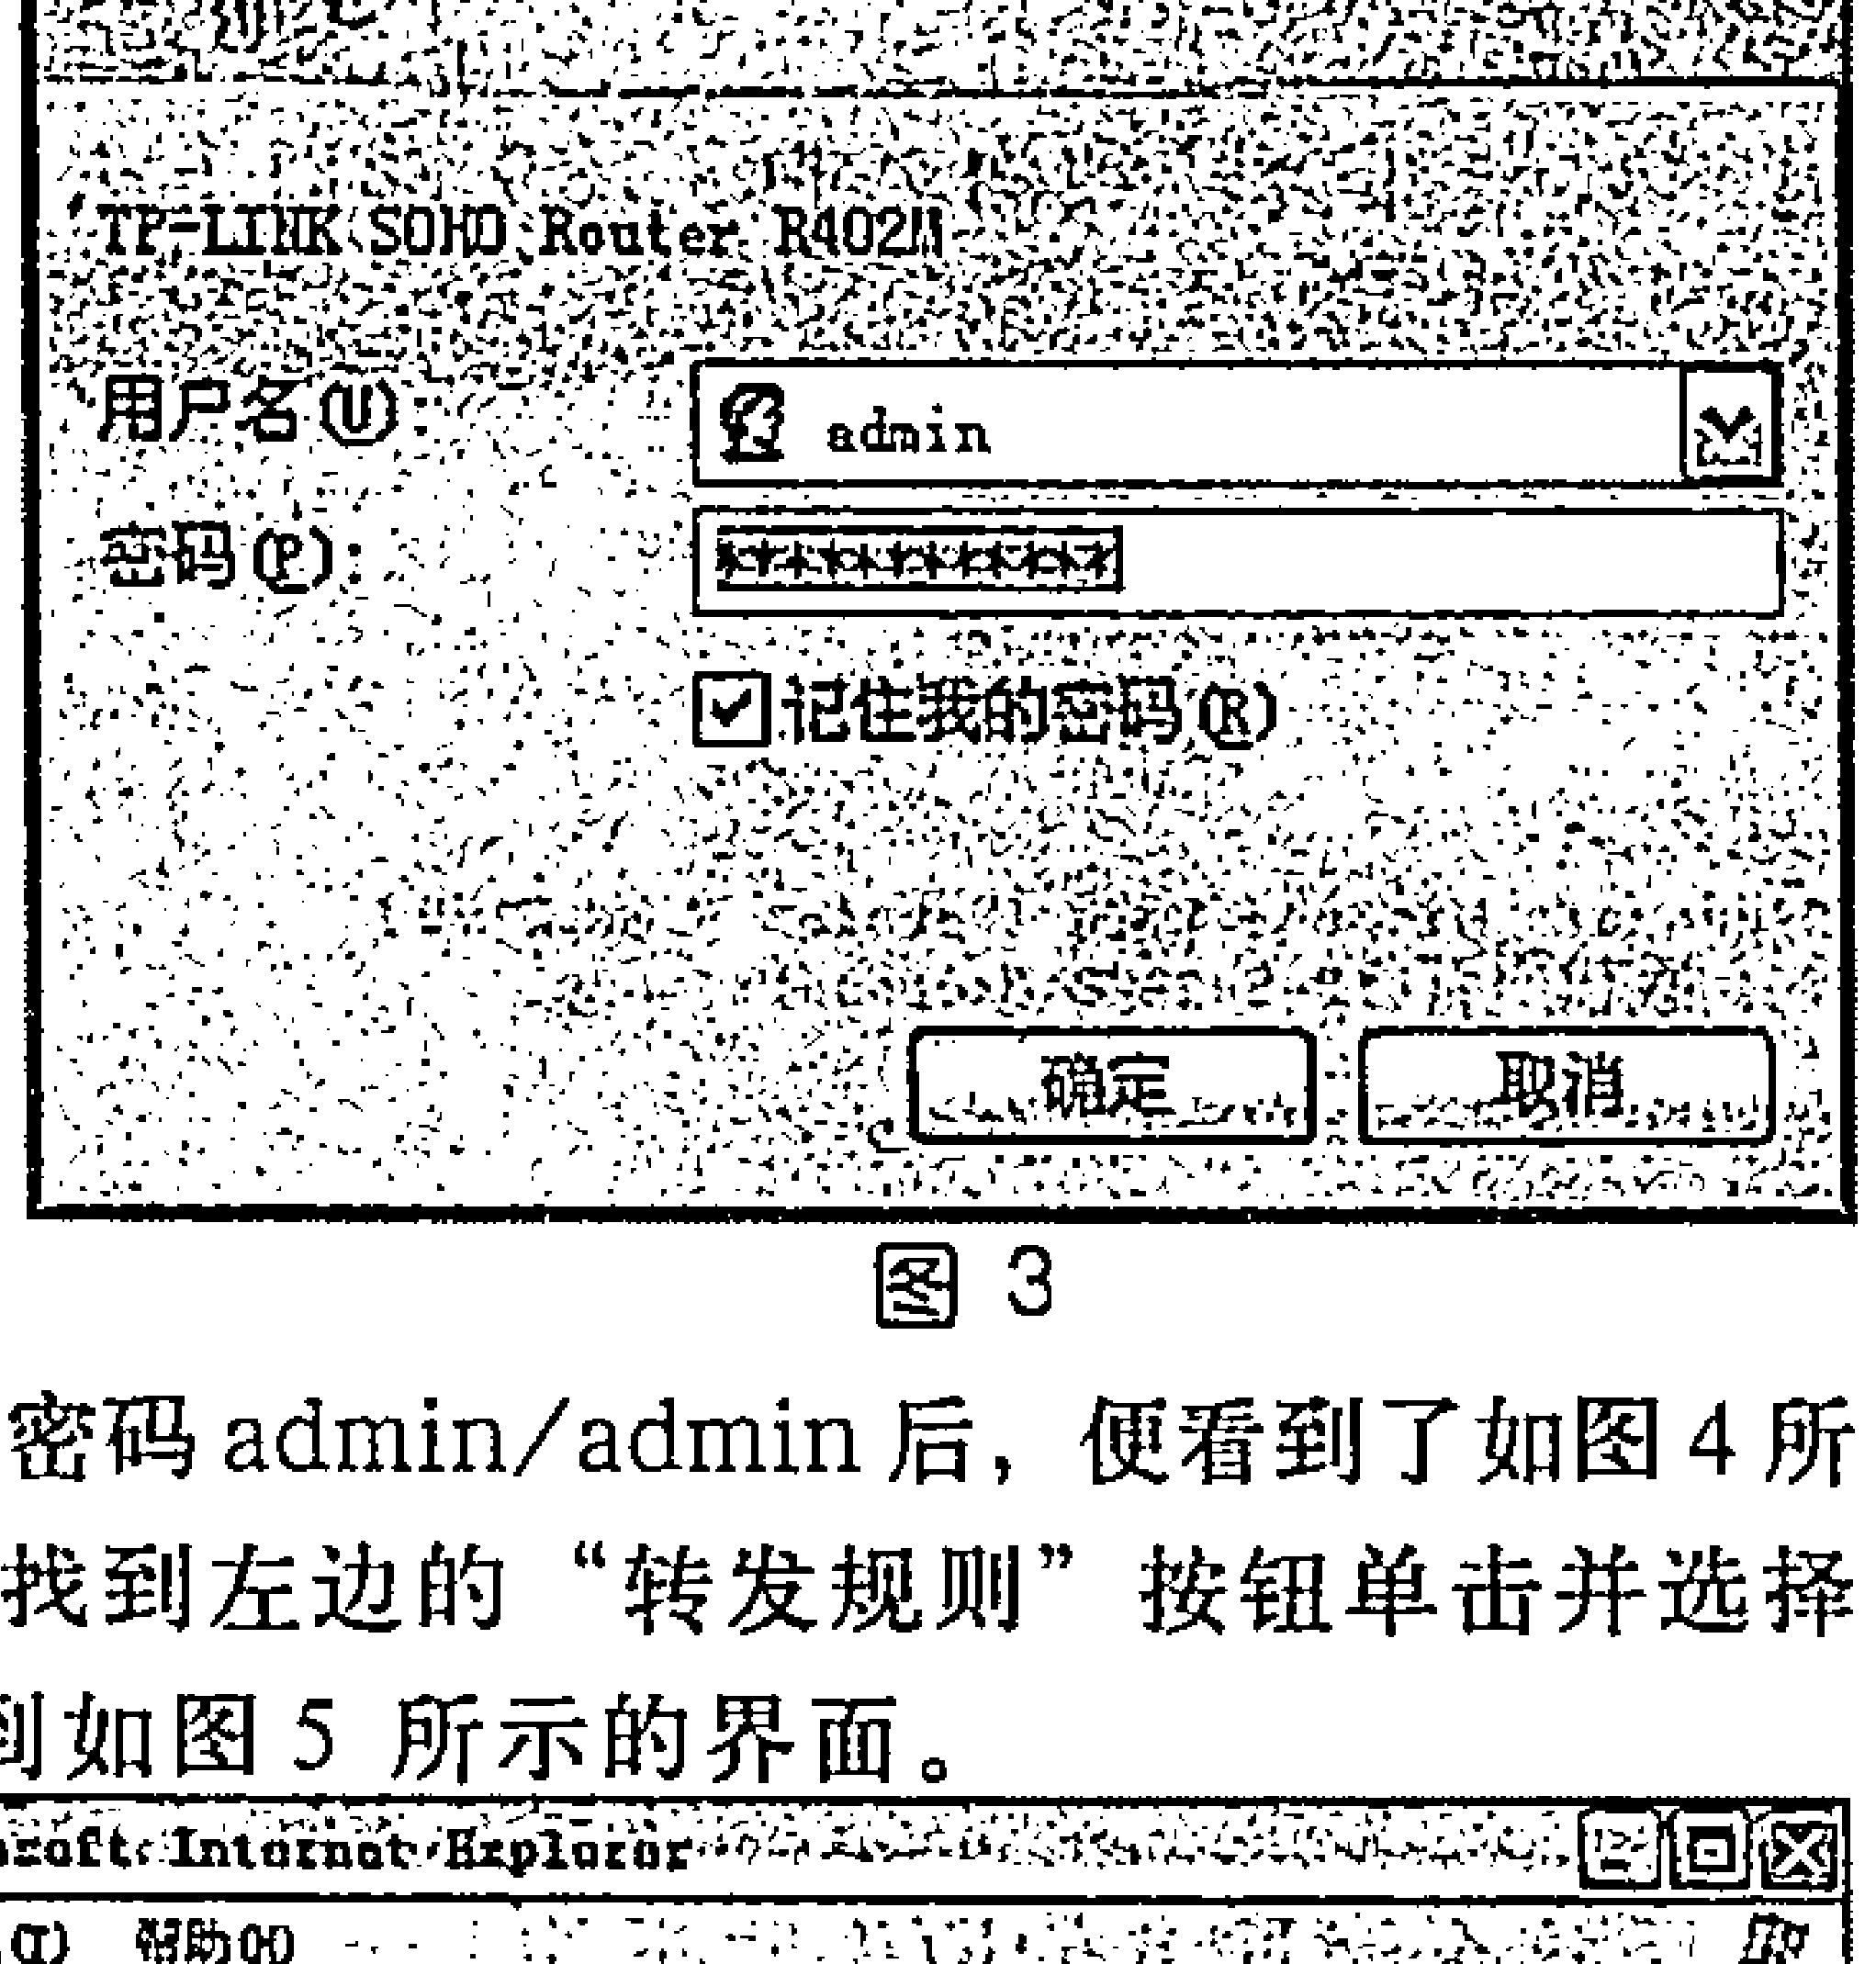 TP-LINK SOHO Router R402M
用户名(U):
admin
密码(P):
************
记住我的密码(R)
确定 取消
图 3
密码 admin/admin 后，便看到了如图 4 所
找到左边的“转发规则”按钮单击并选择
到如图 5 所示的界面。
Internet Explorer
(T) 帮助(H)